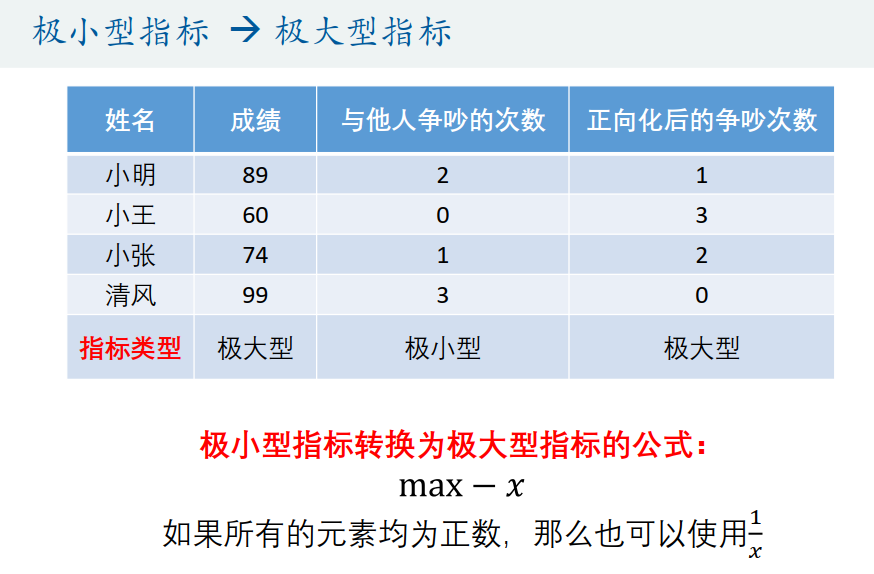 极小型指标 → 极大型指标
姓名 成绩 与他人争吵的次数 正向化后的争吵次数
小明 89 2 1
小王 60 0 3
小张 74 1 2
清风 99 3 0
指标类型 极大型 极小型 极大型
极小型指标转换为极大型指标的公式：
max − x
如果所有的元素均为正数，那么也可以使用1/x